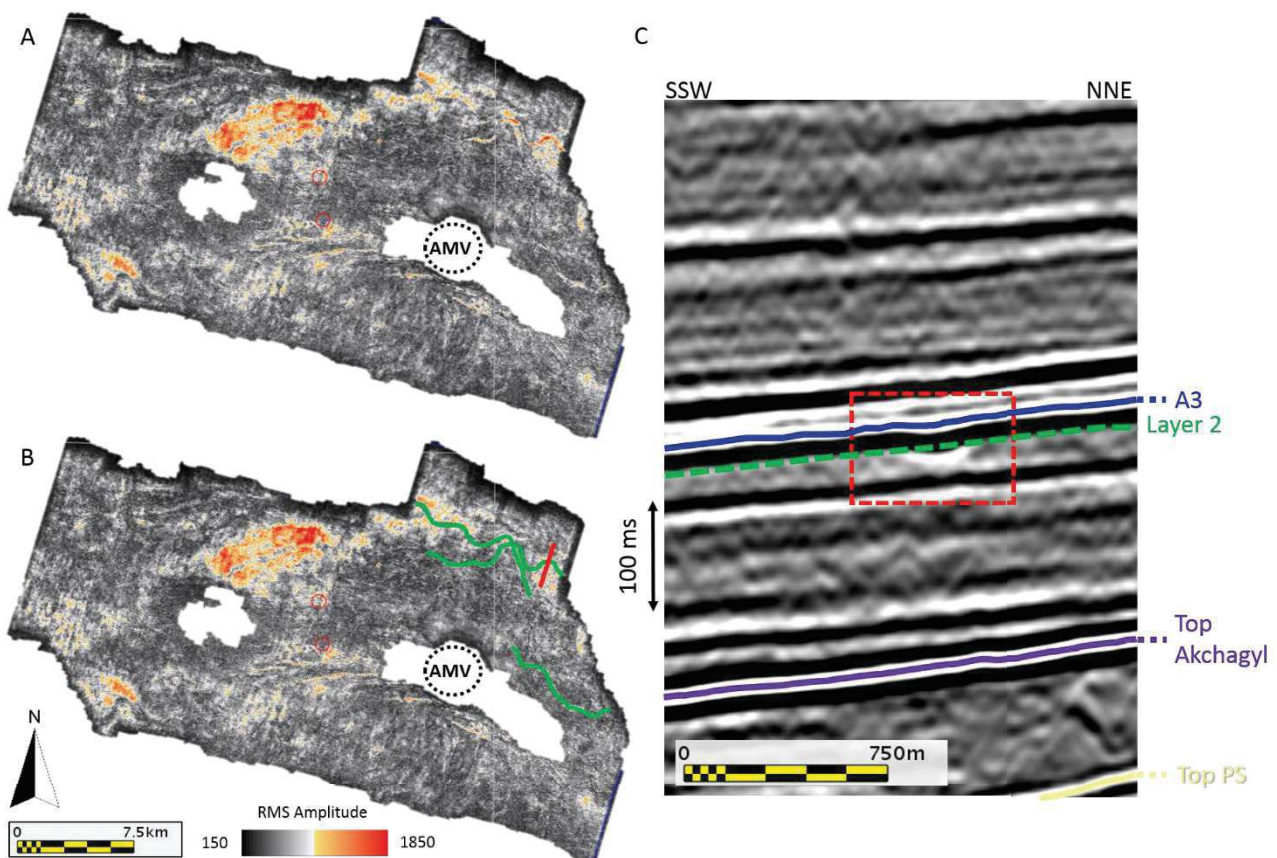 A
AMV
B
AMV
N
0 7.5km
RMS Amplitude
150 1850
C
SSW NNE
A3
Layer 2
100 ms
Top
Akchagyl
0 750m
Top PS